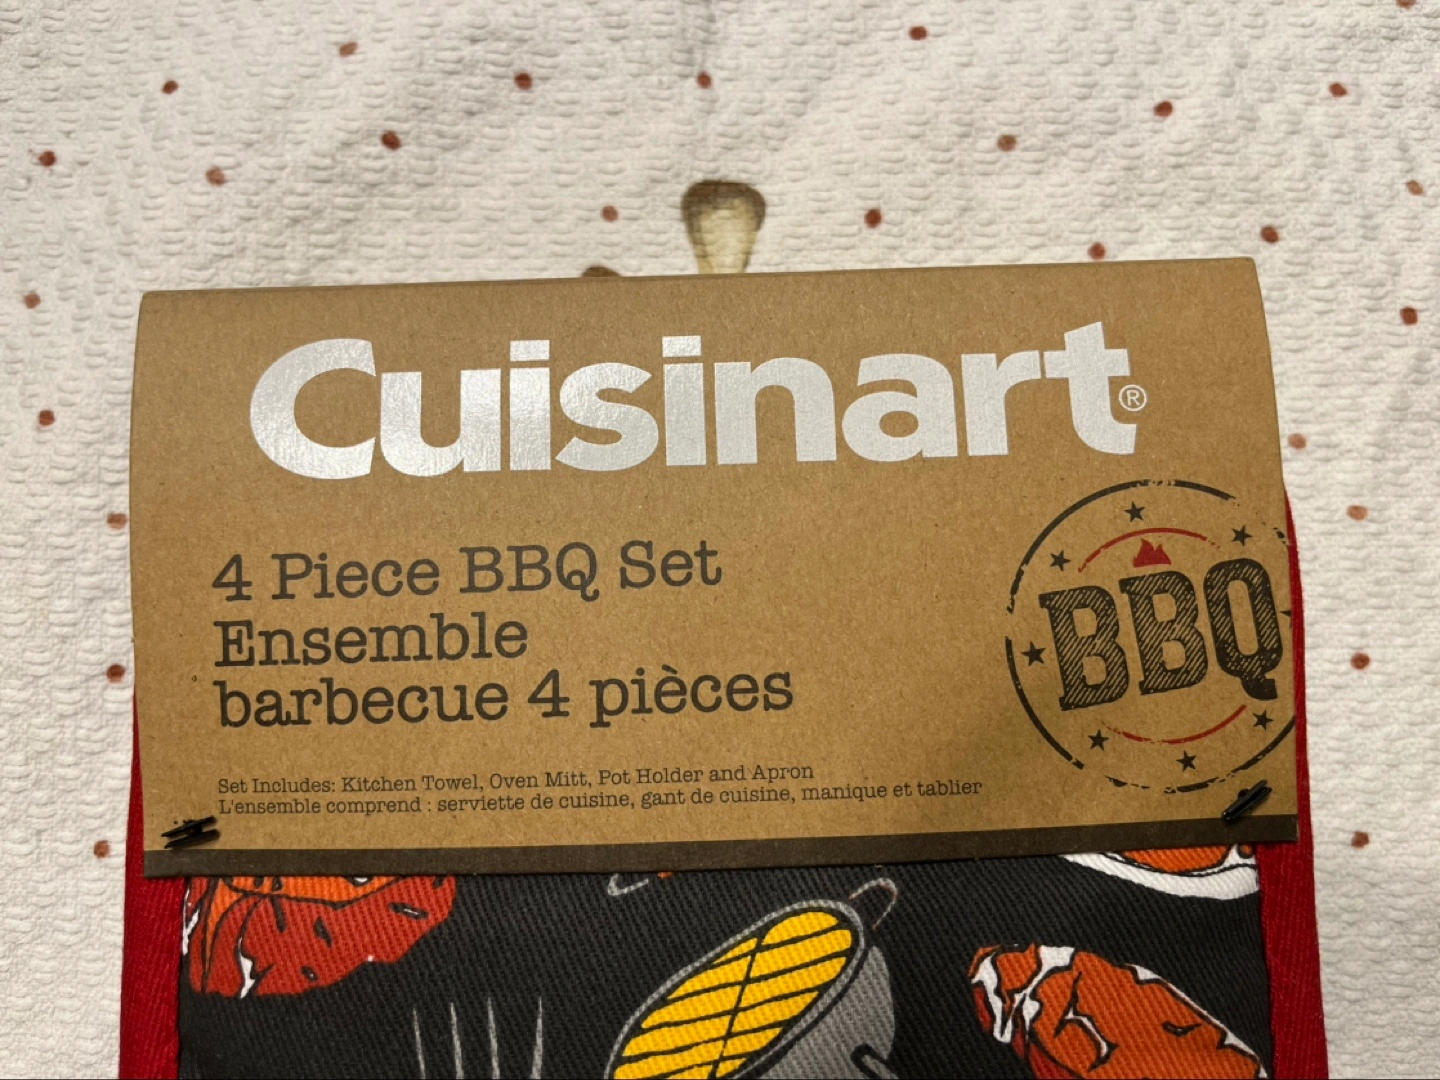 Cuisinart®
4 Piece BBQ Set
Ensemble
barbecue 4 pièces
BBQ
Set Includes: Kitchen Towel, Oven Mitt, Pot Holder and Apron
L'ensemble comprend : serviette de cuisine, gant de cuisine, manique et tablier